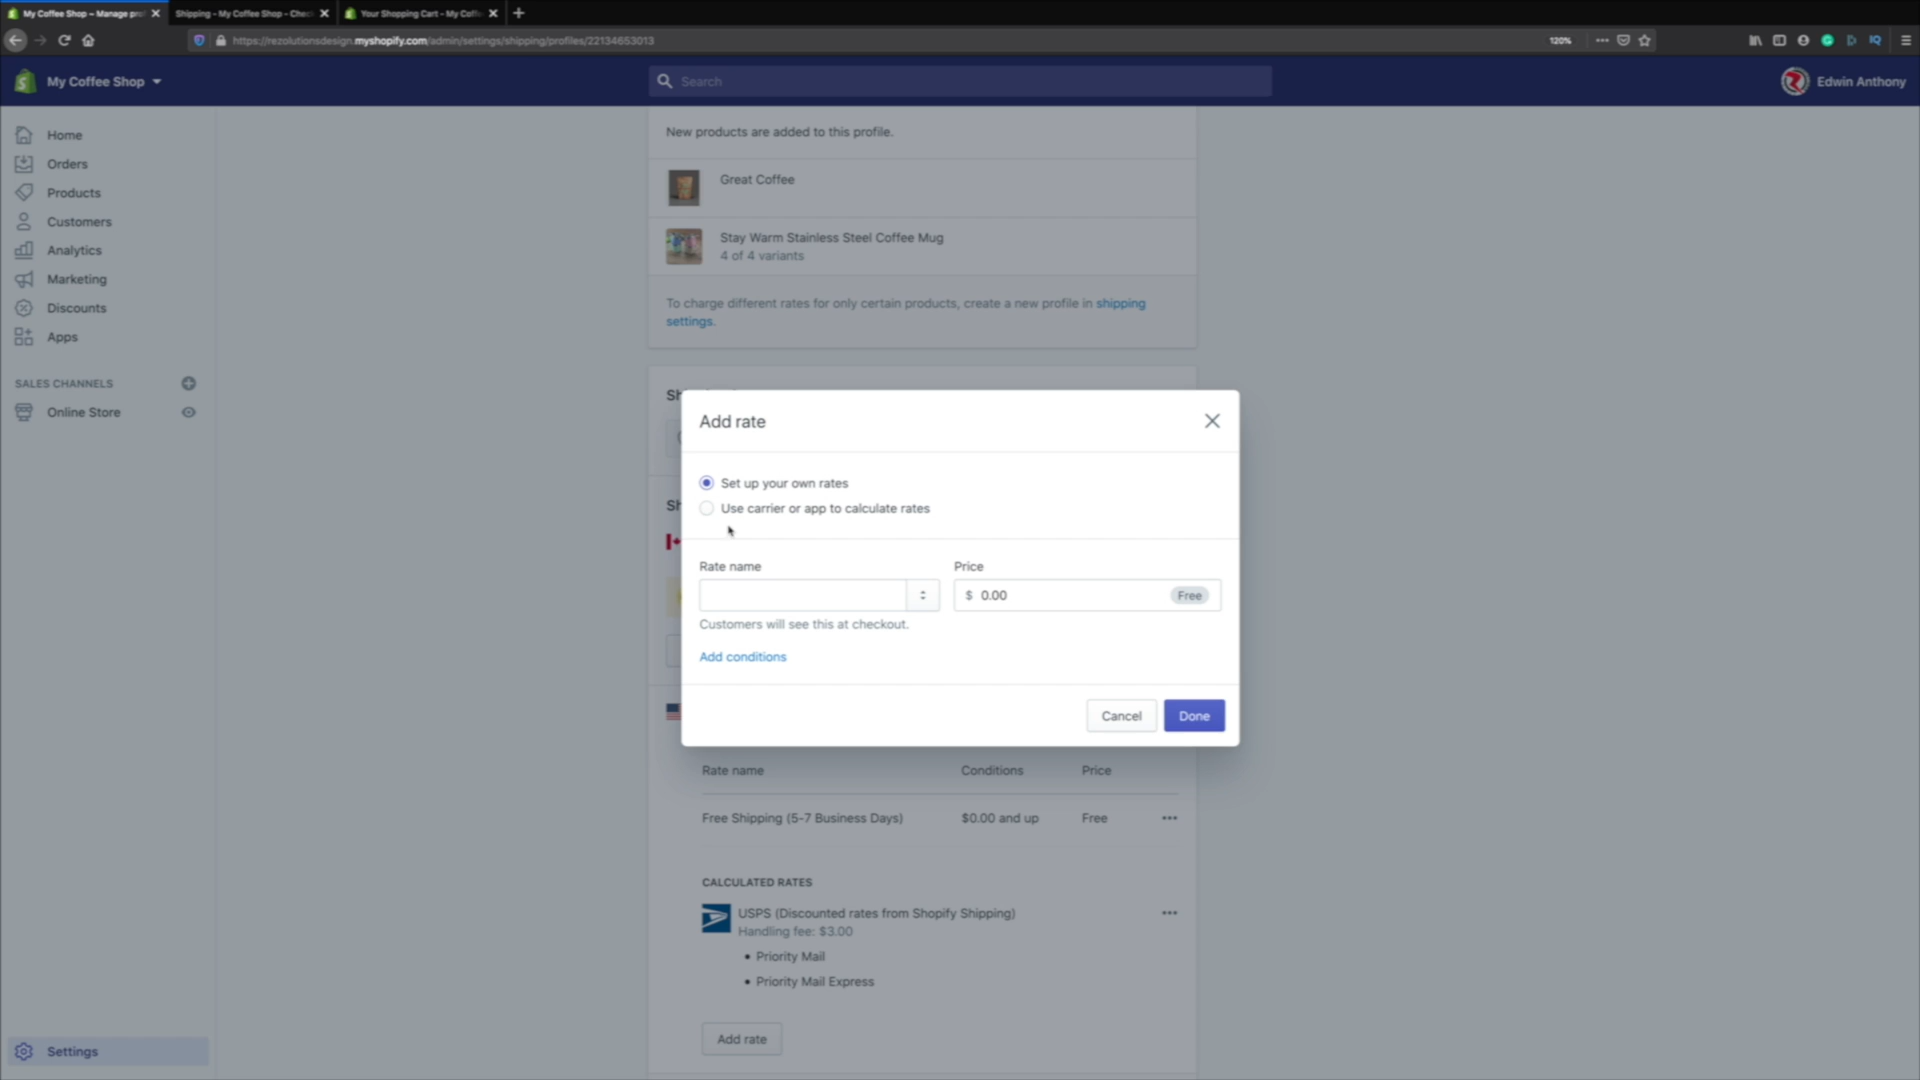 My Coffee Shop – Manage pro
Shipping - My Coffee Shop - Chec
Your Shopping Cart – My Coff
https://rezolutionsdesign.myshopify.com/admin/settings/shipping/profiles/22134653013
120%
My Coffee Shop
Search
Edwin Anthony
Home
Orders
Products
Customers
Analytics
Marketing
Discounts
Apps
SALES CHANNELS
Online Store
Settings
New products are added to this profile.
Great Coffee
Stay Warm Stainless Steel Coffee Mug
4 of 4 variants
To charge different rates for only certain products, create a new profile in shipping
settings.
Sh
Sh
Add rate
Set up your own rates
Use carrier or app to calculate rates
Rate name
Price
$ 0.00
Free
Customers will see this at checkout.
Add conditions
Cancel
Done
Rate name
Conditions
Price
Free Shipping (5-7 Business Days)
$0.00 and up
Free
CALCULATED RATES
USPS (Discounted rates from Shopify Shipping)
Handling fee: $3.00
• Priority Mail
• Priority Mail Express
Add rate